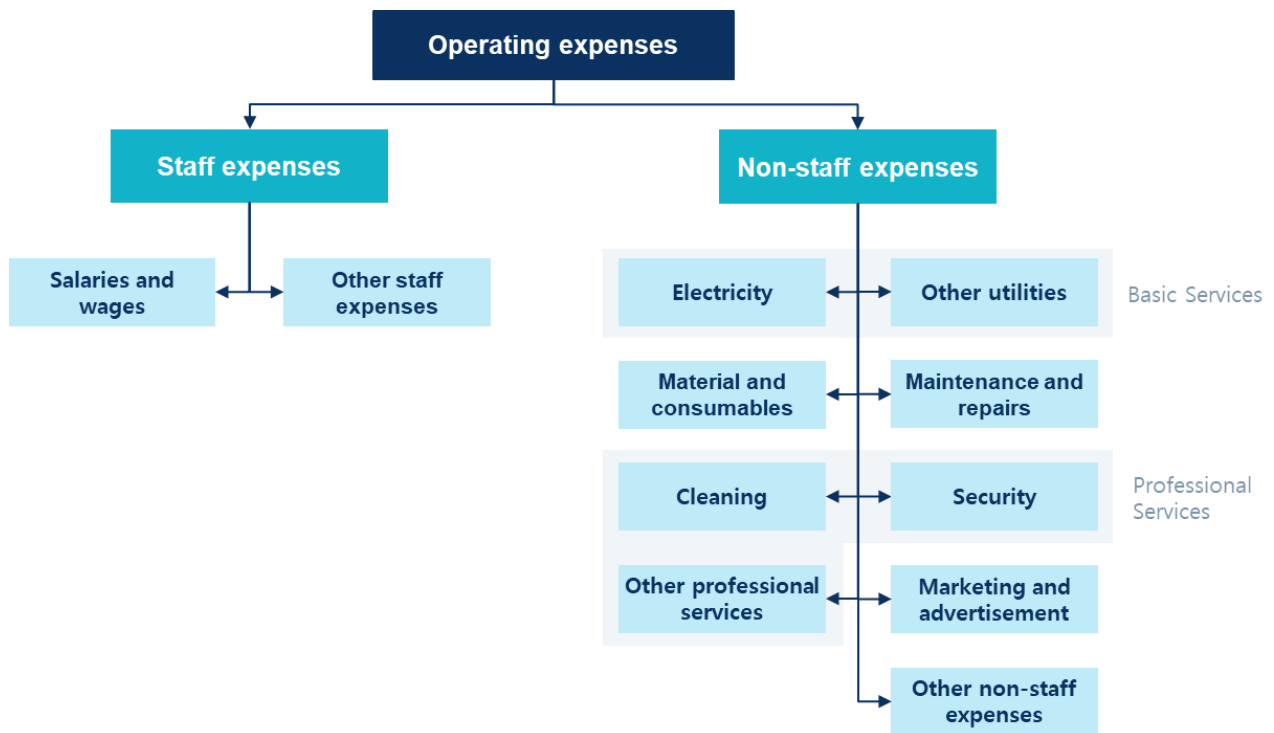 Operating expenses
Staff expenses
Non-staff expenses
Salaries and
wages
Other staff
expenses
Electricity
Other utilities
Basic Services
Material and
consumables
Maintenance and
repairs
Cleaning
Security
Professional
Services
Other professional
services
Marketing and
advertisement
Other non-staff
expenses